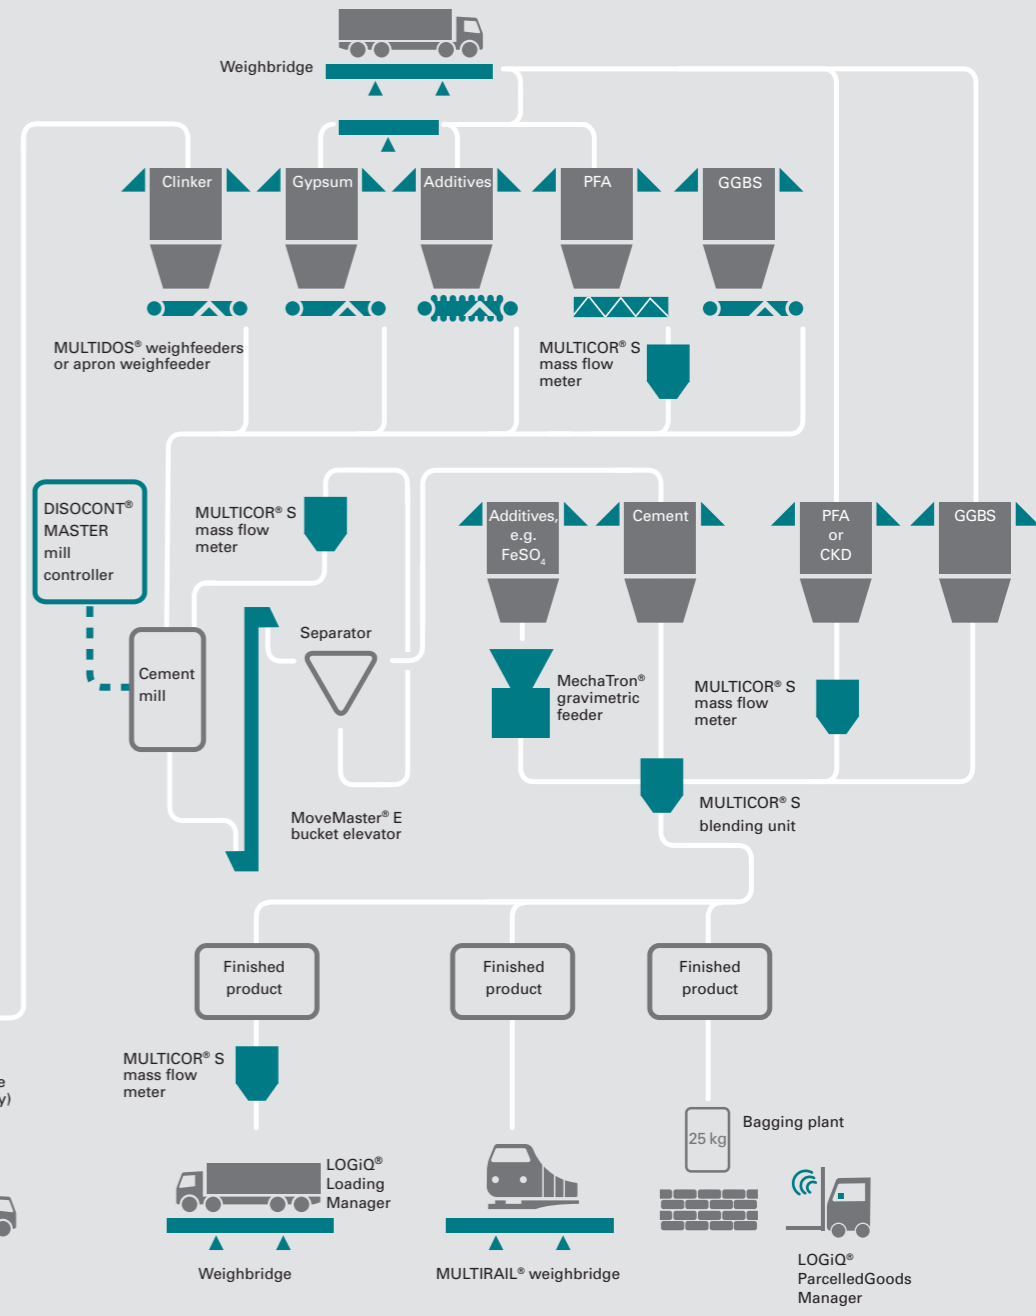 Weighbridge
Clinker
Gypsum
Additives
PFA
GGBS
MULTIDOS® weighfeeders
or apron weighfeeder
MULTICOR® S
mass flow
meter
DISOCONT®
MASTER
mill
controller
MULTICOR® S
mass flow
meter
Additives,
e.g.
FeSO₄
Cement
PFA
or
CKD
GGBS
Cement
mill
Separator
MechaTron®
gravimetric
feeder
MULTICOR® S
mass flow
meter
MoveMaster® E
bucket elevator
MULTICOR® S
blending unit
Finished
product
Finished
product
Finished
product
MULTICOR® S
mass flow
meter
e
y)
25 kg
Bagging plant
LOGiQ®
Loading
Manager
Weighbridge
MULTIRAIL® weighbridge
LOGiQ®
ParcelledGoods
Manager